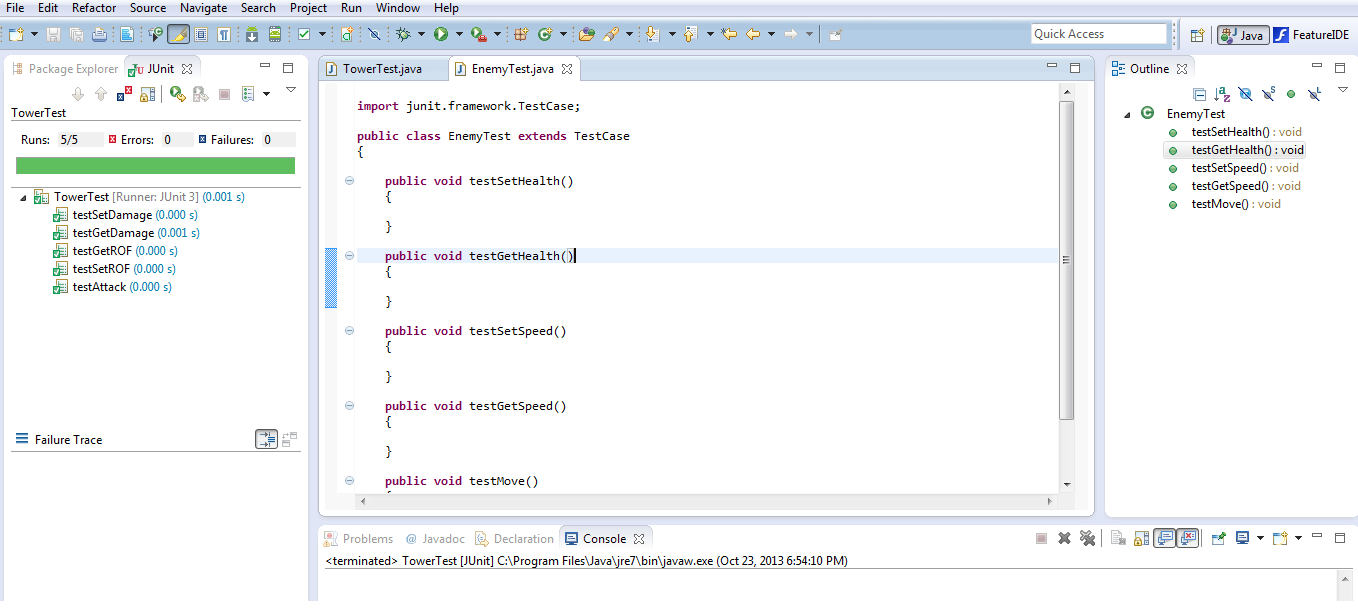 File Edit Refactor Source Navigate Search Project Run Window Help
Quick Access
Java
FeatureIDE
Package Explorer
JUnit
TowerTest
Runs: 5/5 Errors: 0 Failures: 0
TowerTest [Runner: JUnit 3] (0.001 s)
testSetDamage (0.000 s)
testGetDamage (0.001 s)
testGetROF (0.000 s)
testSetROF (0.000 s)
testAttack (0.000 s)
Failure Trace
TowerTest.java
EnemyTest.java
import junit.framework.TestCase;
public class EnemyTest extends TestCase
{
public void testSetHealth()
{
}
public void testGetHealth()
{
}
public void testSetSpeed()
{
}
public void testGetSpeed()
{
}
public void testMove()
Outline
EnemyTest
testSetHealth() : void
testGetHealth() : void
testSetSpeed() : void
testGetSpeed() : void
testMove() : void
Problems @ Javadoc Declaration Console
<terminated> TowerTest [JUnit] C:\Program Files\Java\jre7\bin\javaw.exe (Oct 23, 2013 6:54:10 PM)